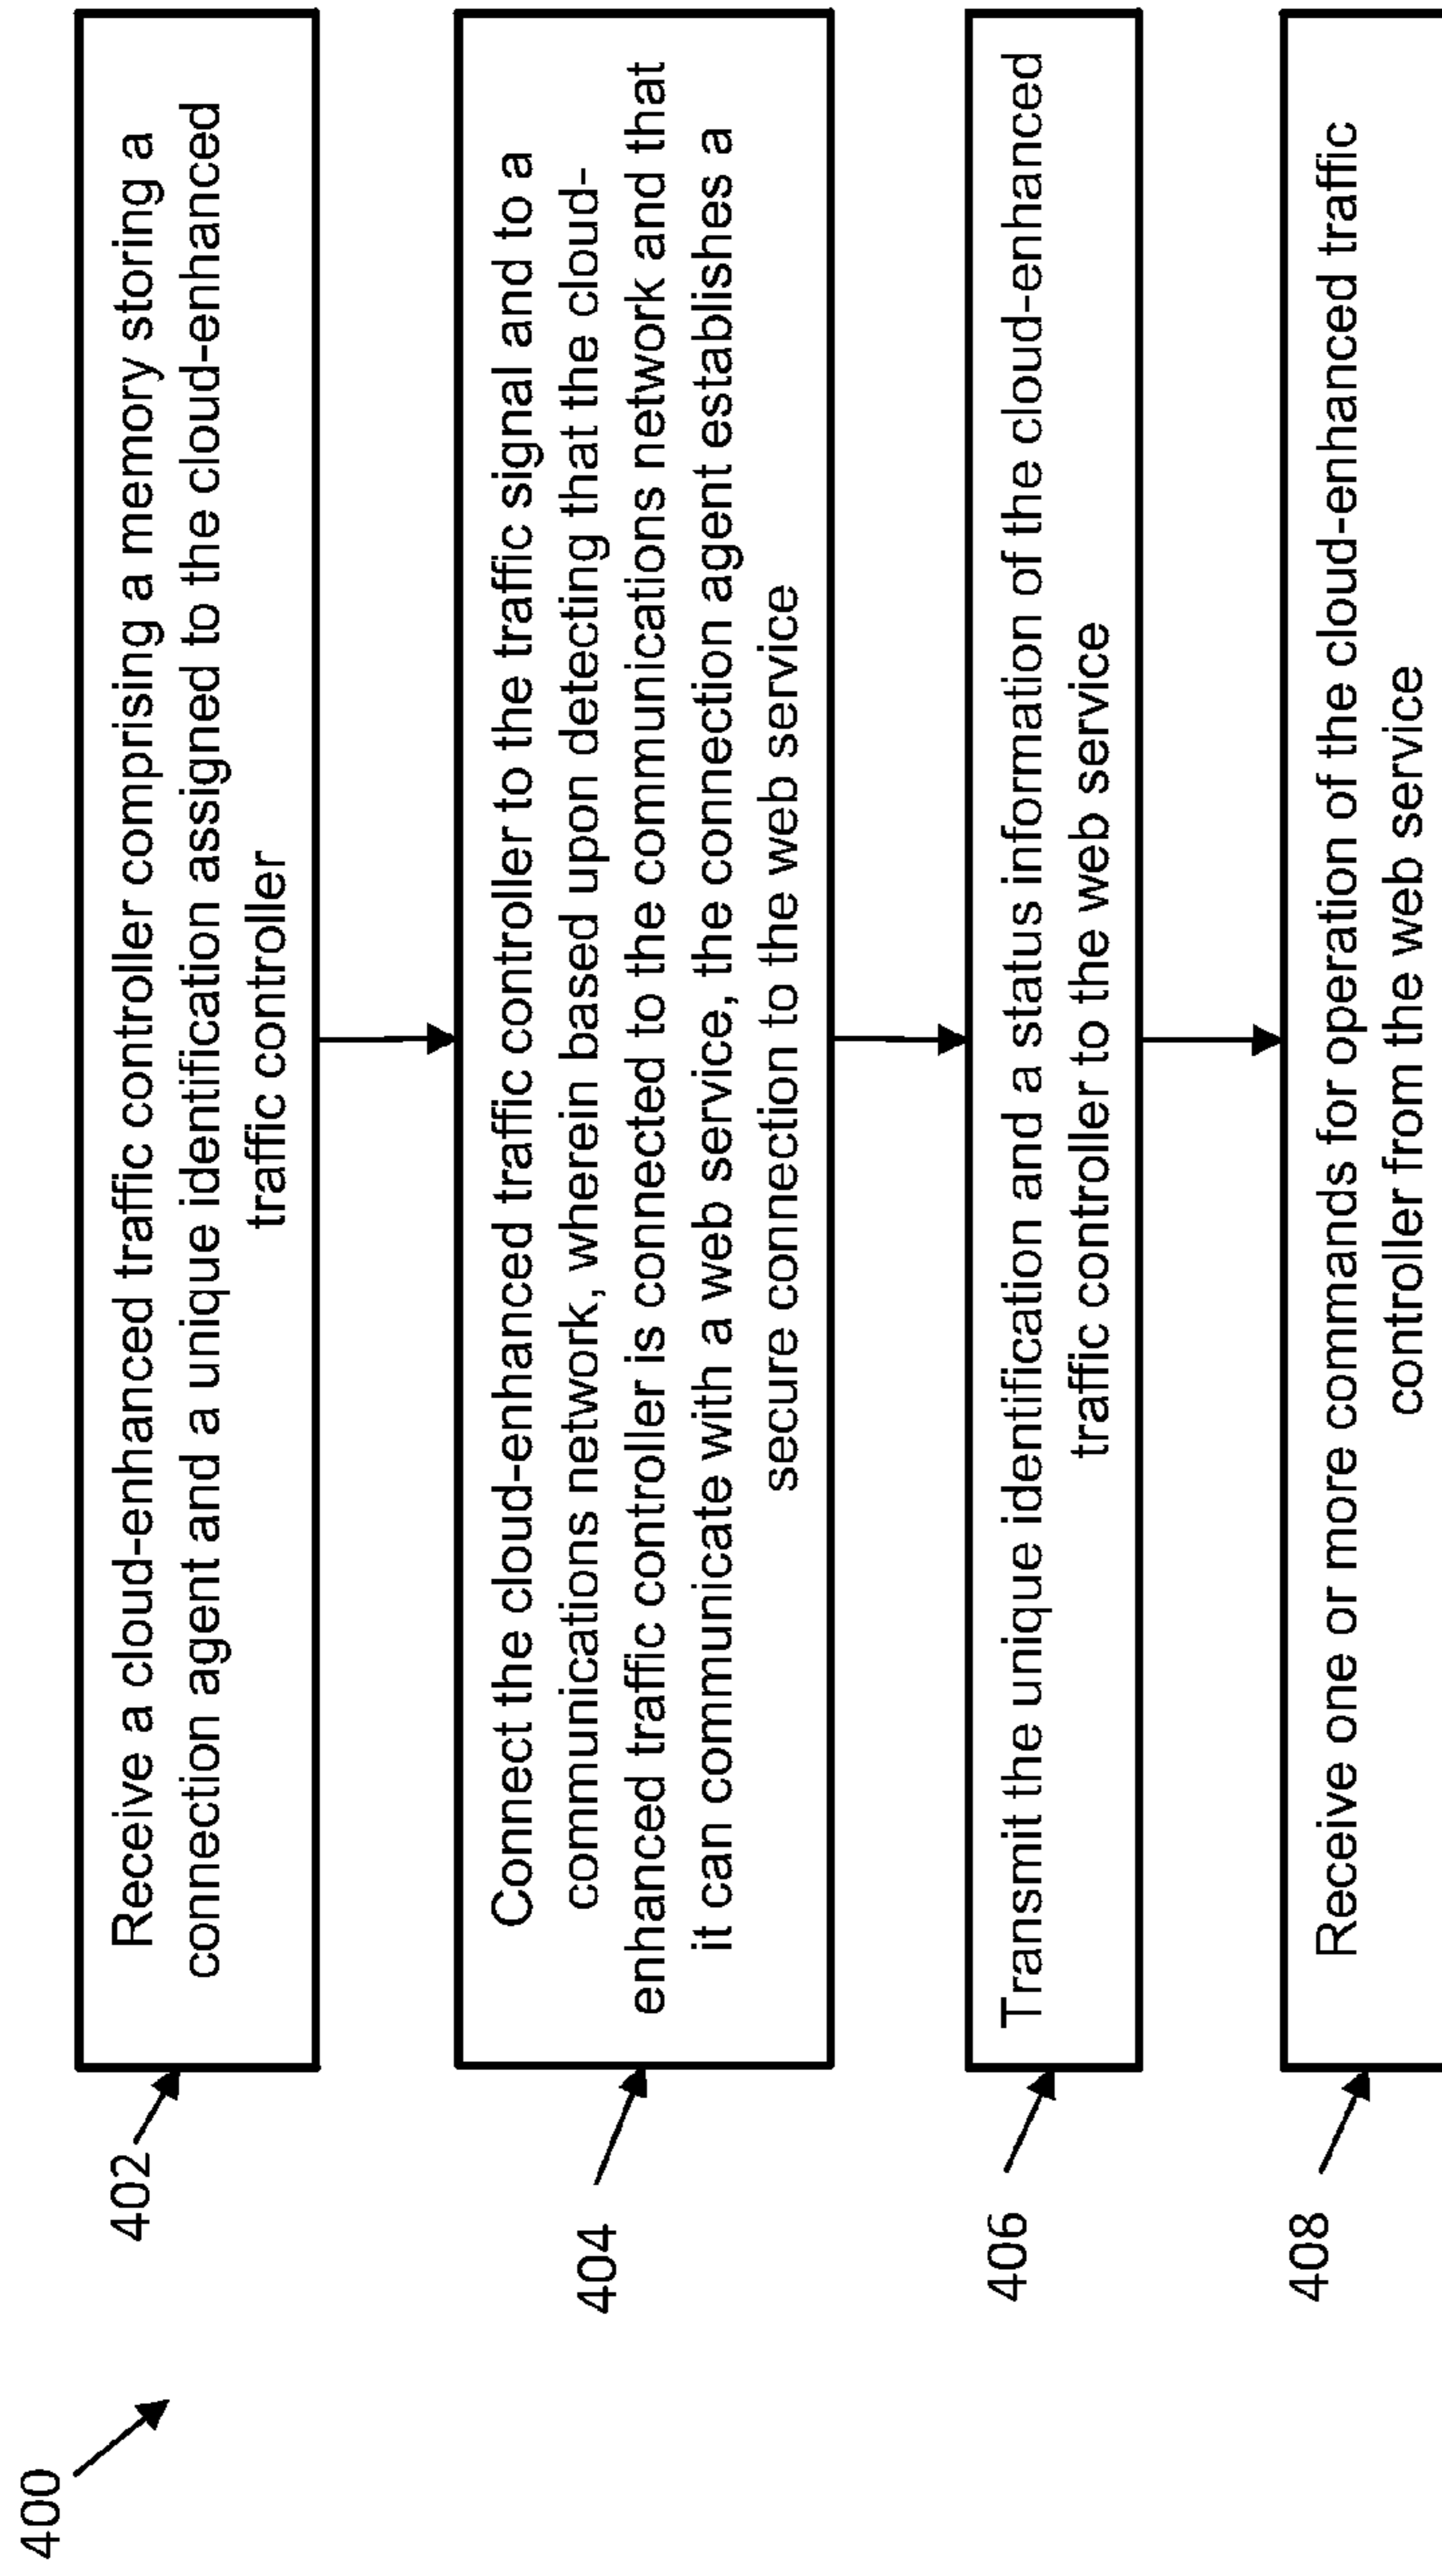 400
402
Receive a cloud-enhanced traffic controller comprising a memory storing a
connection agent and a unique identification assigned to the cloud-enhanced
traffic controller
404
Connect the cloud-enhanced traffic controller to the traffic signal and to a
communications network, wherein based upon detecting that the cloud-
enhanced traffic controller is connected to the communications network and that
it can communicate with a web service, the connection agent establishes a
secure connection to the web service
406
Transmit the unique identification and a status information of the cloud-enhanced
traffic controller to the web service
408
Receive one or more commands for operation of the cloud-enhanced traffic
controller from the web service